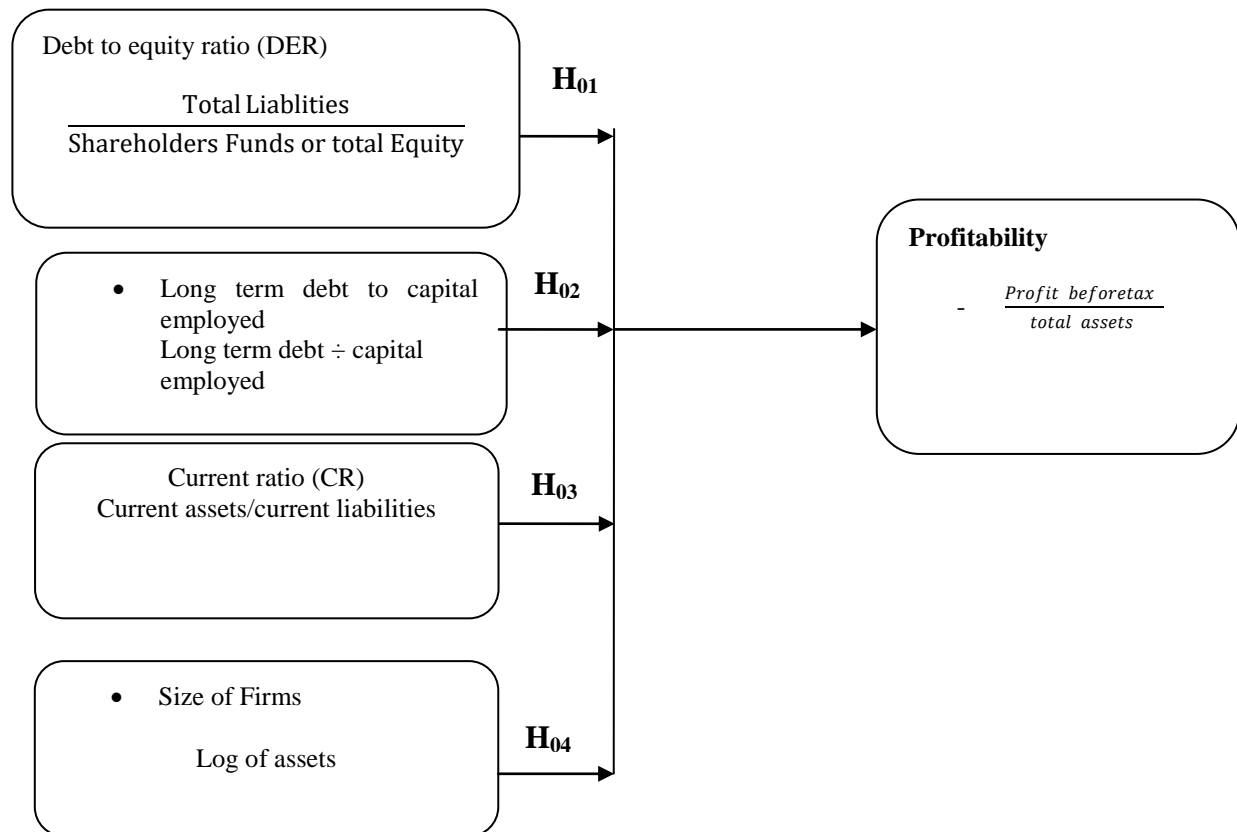 Debt to equity ratio (DER)
Total Liablities
Shareholders Funds or total Equity
H01
• Long term debt to capital
employed
Long term debt ÷ capital
employed
H02
Current ratio (CR)
Current assets/current liabilities
H03
• Size of Firms
Log of assets
H04
Profitability
- Profit beforetax
total assets